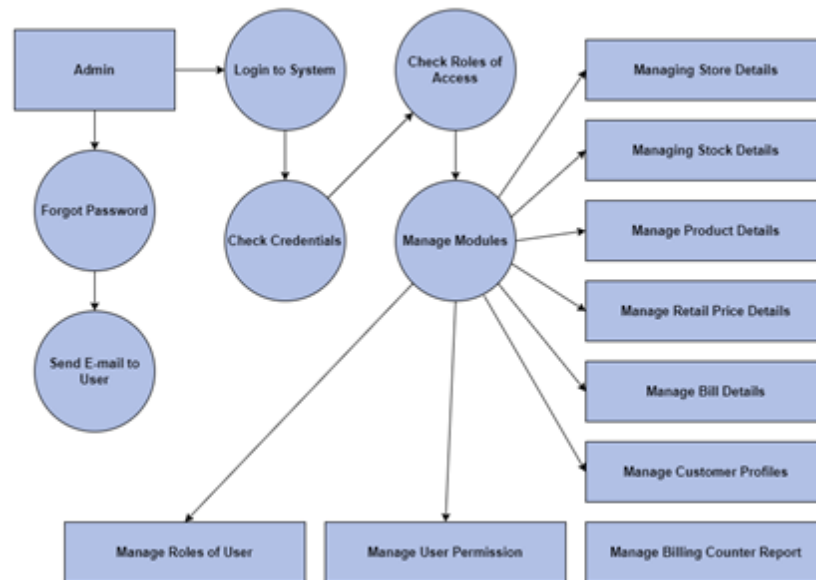 Admin
Login to System
Check Roles of
Access
Managing Store Details
Managing Stock Details
Forgot Password
Check Credentials
Manage Modules
Manage Product Details
Manage Retail Price Details
Send E-mail to
User
Manage Bill Details
Manage Customer Profiles
Manage Roles of User
Manage User Permission
Manage Billing Counter Report